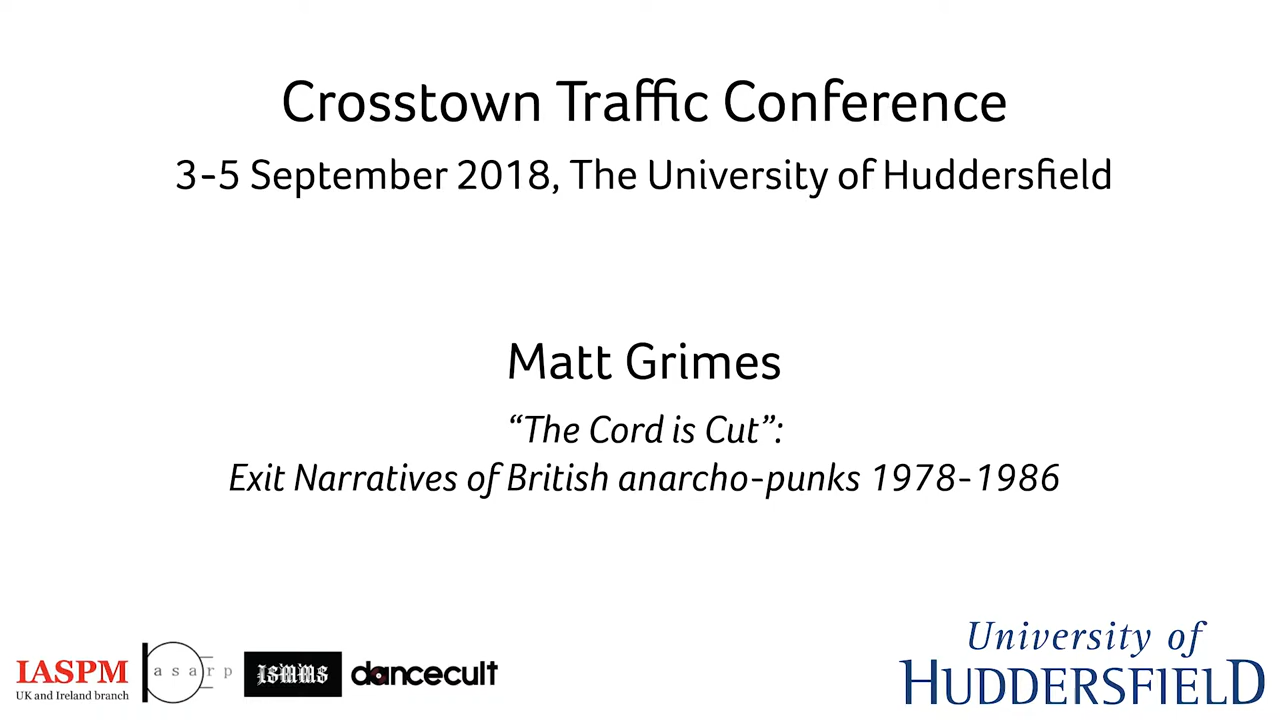 Crosstown Traffic Conference
3-5 September 2018, The University of Huddersfield
Matt Grimes
“The Cord is Cut”:
Exit Narratives of British anarcho-punks 1978-1986
IASPM
UK and Ireland branch
asarp
ISMMS
dancecult
University of
HUDDERSFIELD